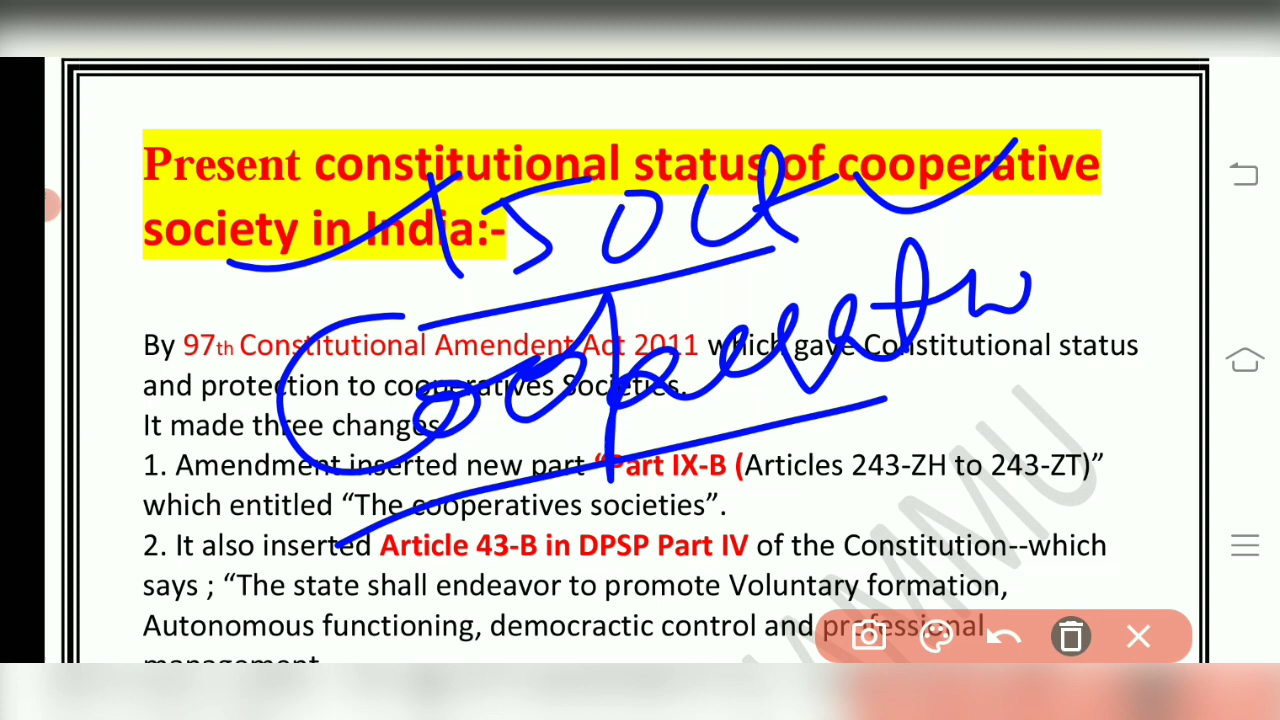 Present constitutional status of cooperative
society in India:-
By 97th Constitutional Amendent Act 2011 which gave Constitutional status
and protection to cooperatives Societies.
It made three changes
1. Amendment inserted new part “Part IX-B (Articles 243-ZH to 243-ZT)”
which entitled “The cooperatives societies”.
2. It also inserted Article 43-B in DPSP Part IV of the Constitution--which
says ; “The state shall endeavor to promote Voluntary formation,
Autonomous functioning, democractic control and professional